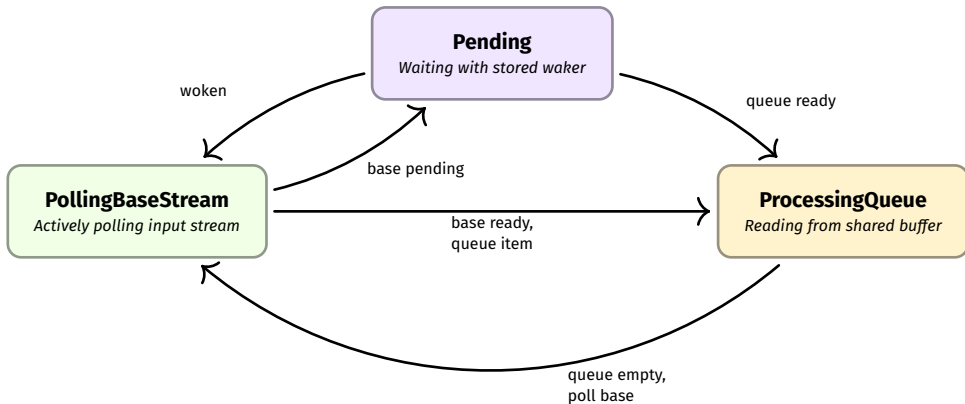 Pending
Waiting with stored waker
woken
queue ready
base pending
PollingBaseStream
Actively polling input stream
base ready,
queue item
ProcessingQueue
Reading from shared buffer
queue empty,
poll base